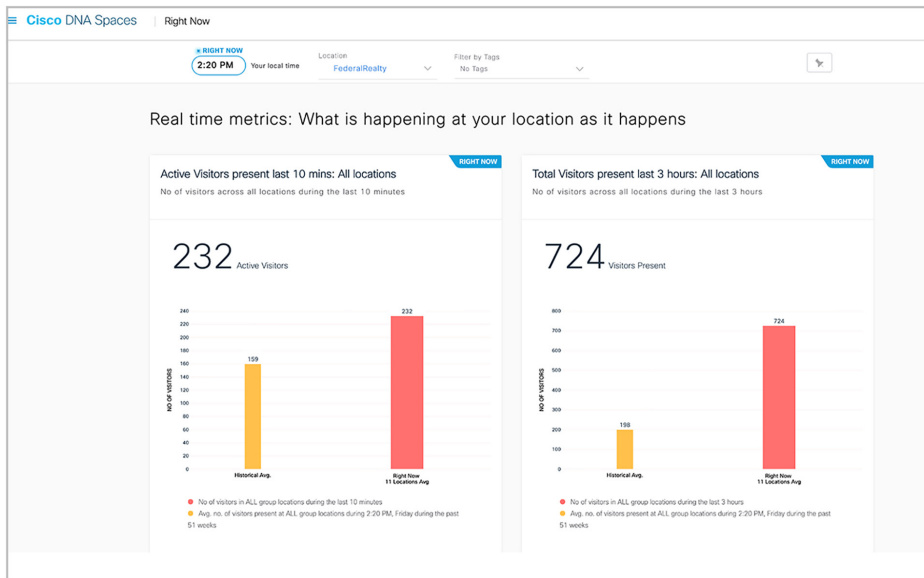 Cisco DNA Spaces
Right Now
RIGHT NOW
2:20 PM
Your local time
Location
FederalRealty
Filter by Tags
No Tags
Real time metrics: What is happening at your location as it happens
RIGHT NOW
Active Visitors present last 10 mins: All locations
No of visitors across all locations during the last 10 minutes
232 Active Visitors
NO OF VISITORS
240
220
200
180
160
140
120
100
80
60
40
20
0
159
232
Historical Avg.
Right Now
11 Locations Avg
No of visitors in ALL group locations during the last 10 minutes
Avg. no. of visitors present at ALL group locations during 2:20 PM, Friday during the past
51 weeks
RIGHT NOW
Total Visitors present last 3 hours: All locations
No of visitors across all locations during the last 3 hours
724 Visitors Present
NO OF VISITORS
800
700
600
500
400
300
200
100
0
198
724
Historical Avg.
Right Now
11 Locations Avg
No of visitors in ALL group locations during the last 3 hours
Avg. no. of visitors present at ALL group locations during 2:20 PM, Friday during the past
51 weeks